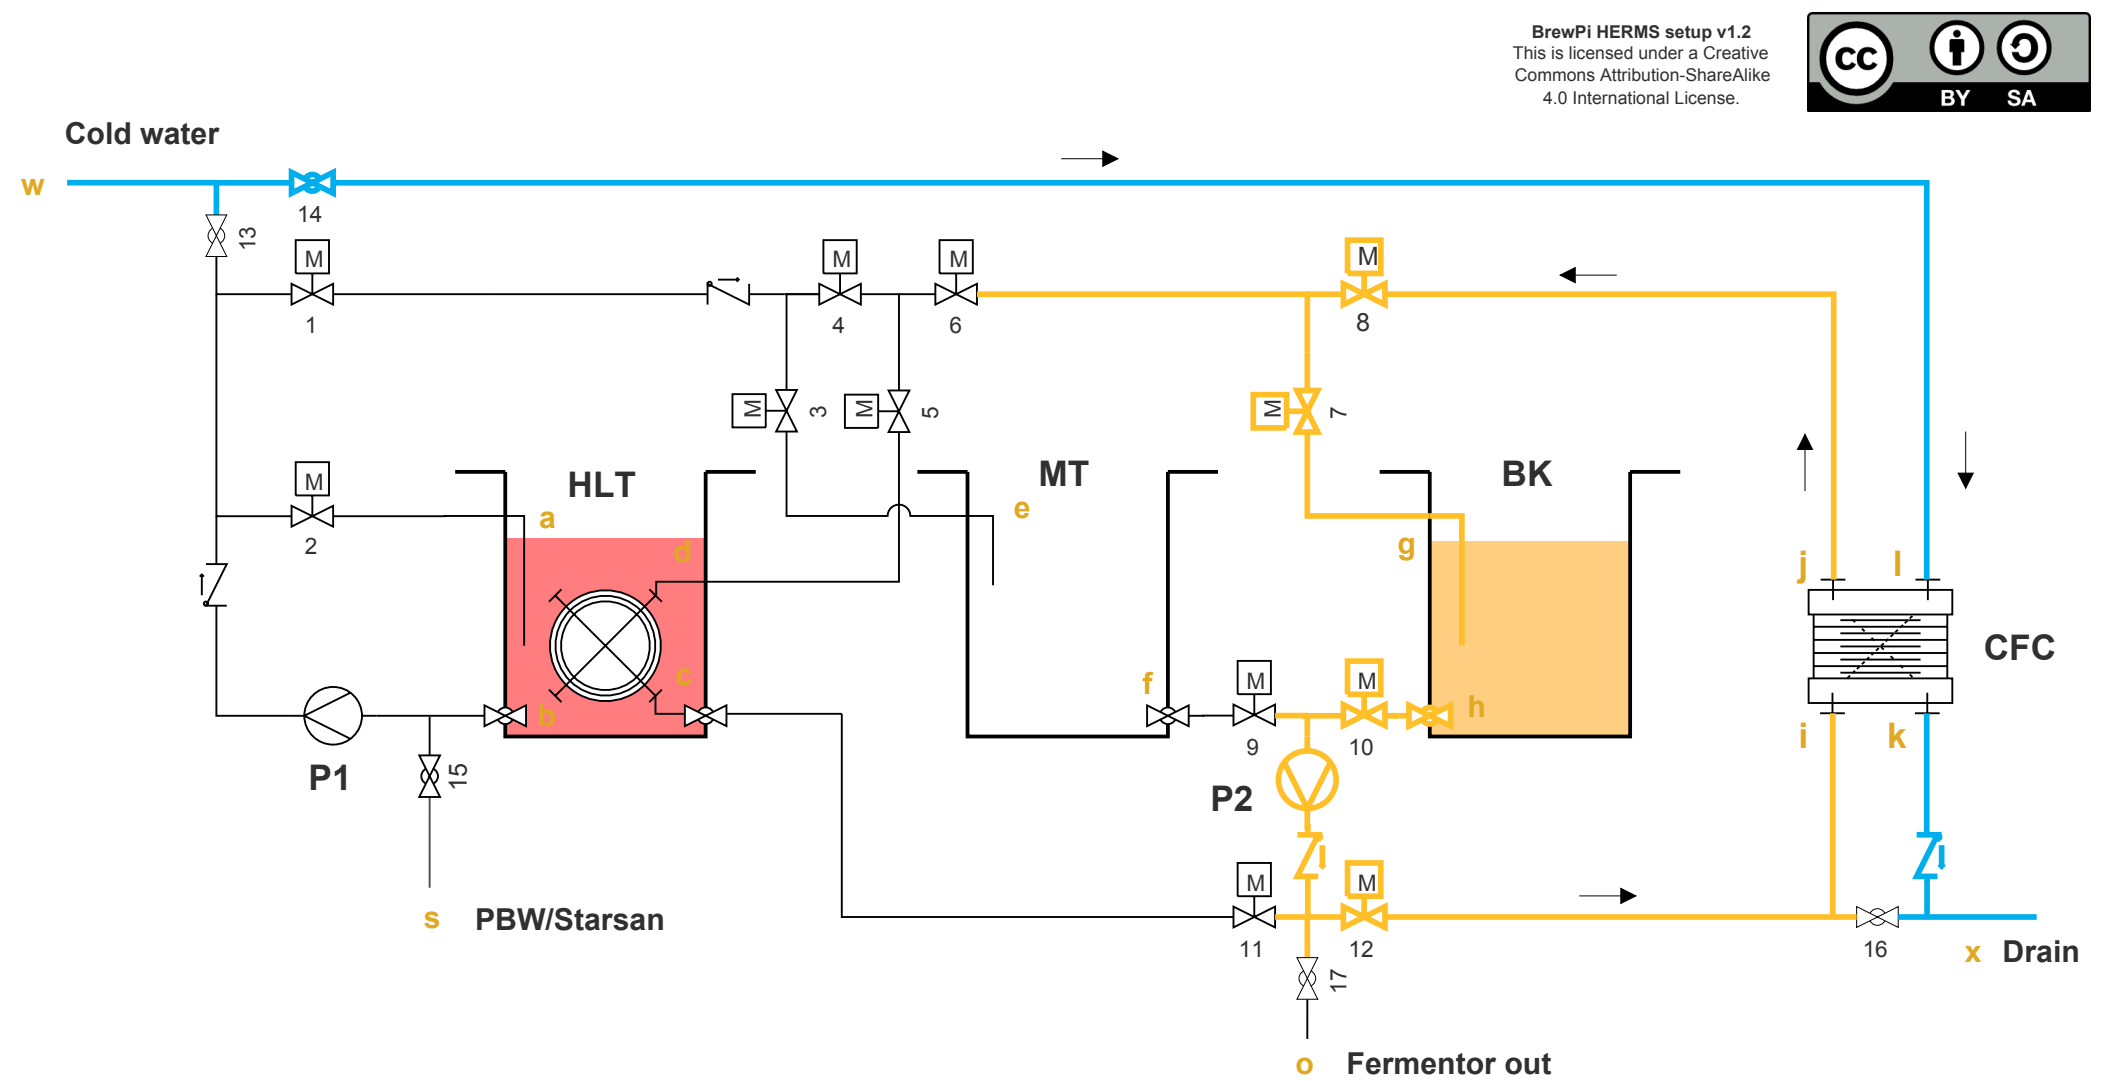 BrewPi HERMS setup v1.2
This is licensed under a Creative
Commons Attribution-ShareAlike
4.0 International License.
cc
BY SA
Cold water
w
14
13
M
M
M
M
1
4
6
8
M
3
M
5
M
7
M
HLT
MT
BK
a
e
2
d
g
j
l
CFC
c
M
M
f
b
h
i
k
9
10
P1
15
P2
M
M
s
PBW/Starsan
11
12
16
x Drain
17
o
Fermentor out